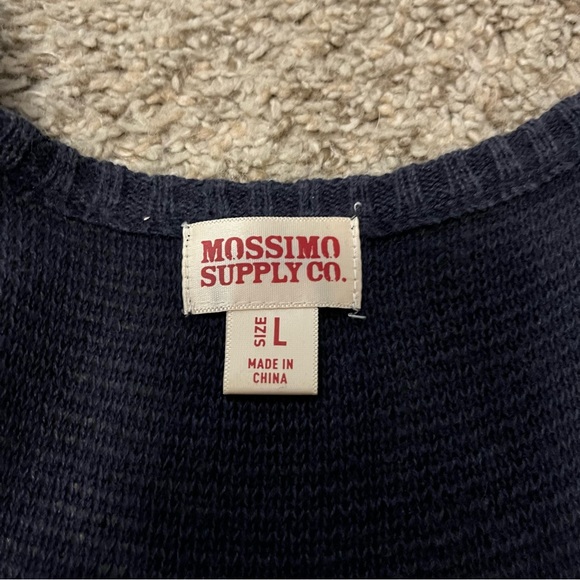 MOSSIMO
SUPPLY CO.
SIZE L
MADE IN
CHINA